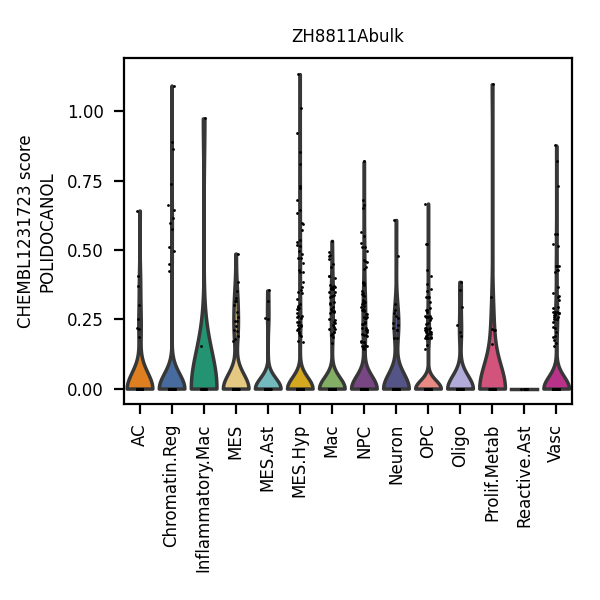 ZH8811Abulk
CHEMBL1231723 score
POLIDOCANOL
1.00
0.75
0.50
0.25
0.00
AC
Chromatin.Reg
Inflammatory.Mac
MES
MES.Ast
MES.Hyp
Mac
NPC
Neuron
OPC
Oligo
Prolif.Metab
Reactive.Ast
Vasc